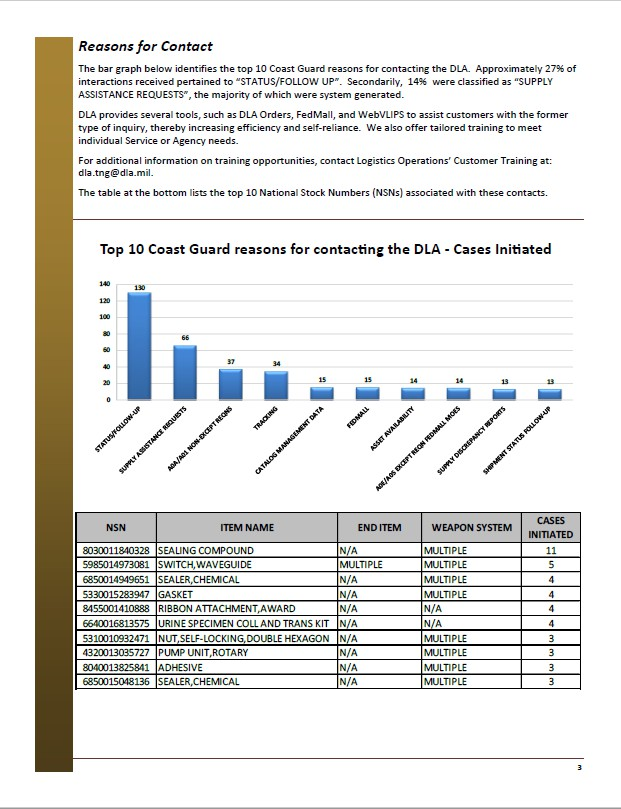 Reasons for Contact
The bar graph below identifies the top 10 Coast Guard reasons for contacting the DLA. Approximately 27% of
interactions received pertained to "STATUS/FOLLOW UP". Secondarily, 14% were classified as "SUPPLY
ASSISTANCE REQUESTS", the majority of which were system generated.
DLA provides several tools, such as DLA Orders, FedMall, and WebVLIPS to assist customers with the former
type of inquiry, thereby increasing efficiency and self-reliance. We also offer tailored training to meet
individual Service or Agency needs.
For additional information on training opportunities, contact Logistics Operations' Customer Training at:
dla.tng@dla.mil.
The table at the bottom lists the top 10 National Stock Numbers (NSNs) associated with these contacts.
Top 10 Coast Guard reasons for contacting the DLA - Cases Initiated
140
120
100
80
60
40
20
0
130
66
37
34
15
15
14
14
13
13
STATUS/FOLLOW-UP
SUPPLY ASSISTANCE REQUESTS
A0A/A01 NON-EXCEPT REQNS
TRACKING
CATALOG MANAGEMENT DATA
FEDMALL
ASSET AVAILABILITY
A0E/A05 EXCEPT REQN FEDMALL MOES
SUPPLY DISCREPANCY REPORTS
SHIPMENT STATUS FOLLOW-UP
NSN ITEM NAME END ITEM WEAPON SYSTEM CASES INITIATED
8030011840328 SEALING COMPOUND N/A MULTIPLE 11
5985014973081 SWITCH,WAVEGUIDE MULTIPLE MULTIPLE 5
6850014949651 SEALER,CHEMICAL N/A MULTIPLE 4
5330015283947 GASKET N/A MULTIPLE 4
8455001410888 RIBBON ATTACHMENT,AWARD N/A N/A 4
6640016813575 URINE SPECIMEN COLL AND TRANS KIT N/A N/A 4
5310010932471 NUT,SELF-LOCKING,DOUBLE HEXAGON N/A MULTIPLE 3
4320013035727 PUMP UNIT,ROTARY N/A MULTIPLE 3
8040013825841 ADHESIVE N/A MULTIPLE 3
6850015048136 SEALER,CHEMICAL N/A MULTIPLE 3
3